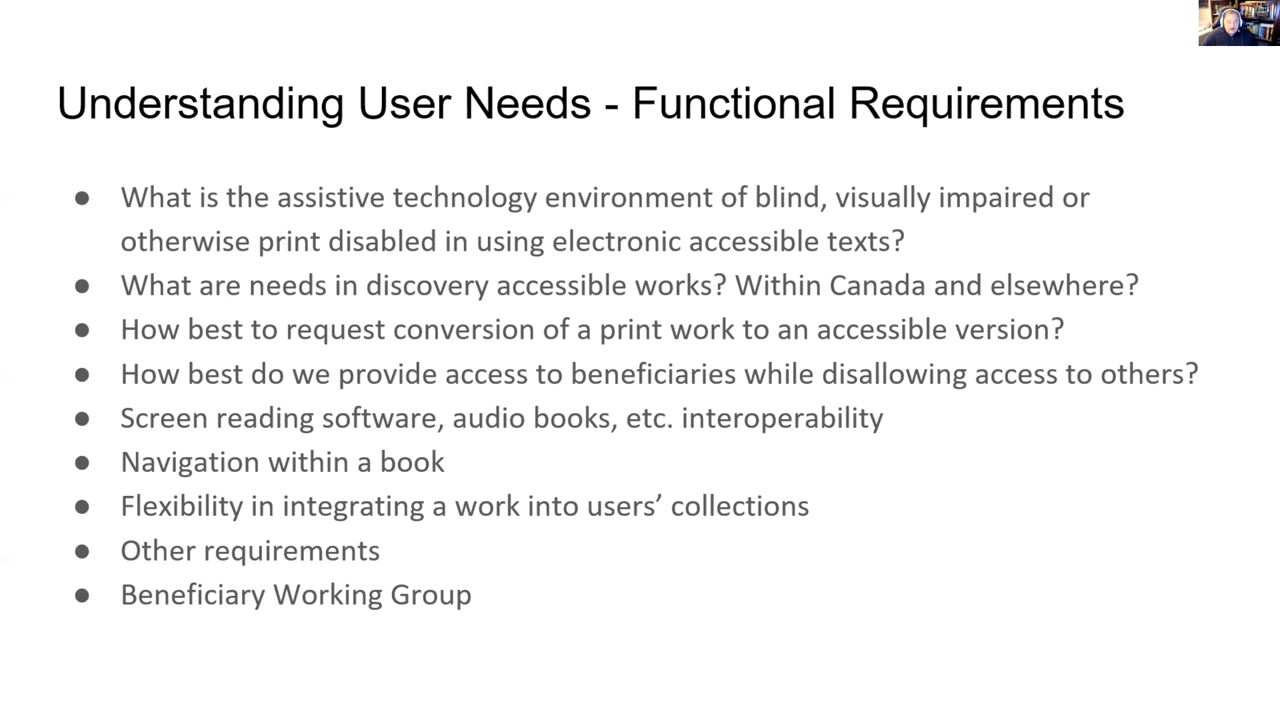 Understanding User Needs - Functional Requirements
● What is the assistive technology environment of blind, visually impaired or
otherwise print disabled in using electronic accessible texts?
● What are needs in discovery accessible works? Within Canada and elsewhere?
● How best to request conversion of a print work to an accessible version?
● How best do we provide access to beneficiaries while disallowing access to others?
● Screen reading software, audio books, etc. interoperability
● Navigation within a book
● Flexibility in integrating a work into users’ collections
● Other requirements
● Beneficiary Working Group